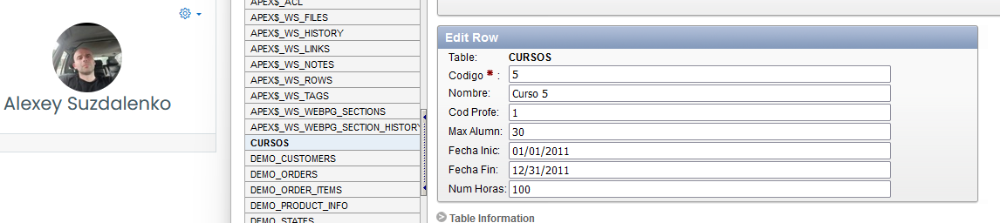 Alexey Suzdalenko
APEX$_ACL
APEX$_WS_FILES
APEX$_WS_HISTORY
APEX$_WS_LINKS
APEX$_WS_NOTES
APEX$_WS_ROWS
APEX$_WS_TAGS
APEX$_WS_WEBPG_SECTIONS
APEX$_WS_WEBPG_SECTION_HISTORY
CURSOS
DEMO_CUSTOMERS
DEMO_ORDERS
DEMO_ORDER_ITEMS
DEMO_PRODUCT_INFO
DEMO_STATES
Edit Row
Table: CURSOS
Codigo * : 5
Nombre: Curso 5
Cod Profe: 1
Max Alumn: 30
Fecha Inic: 01/01/2011
Fecha Fin: 12/31/2011
Num Horas: 100
Table Information